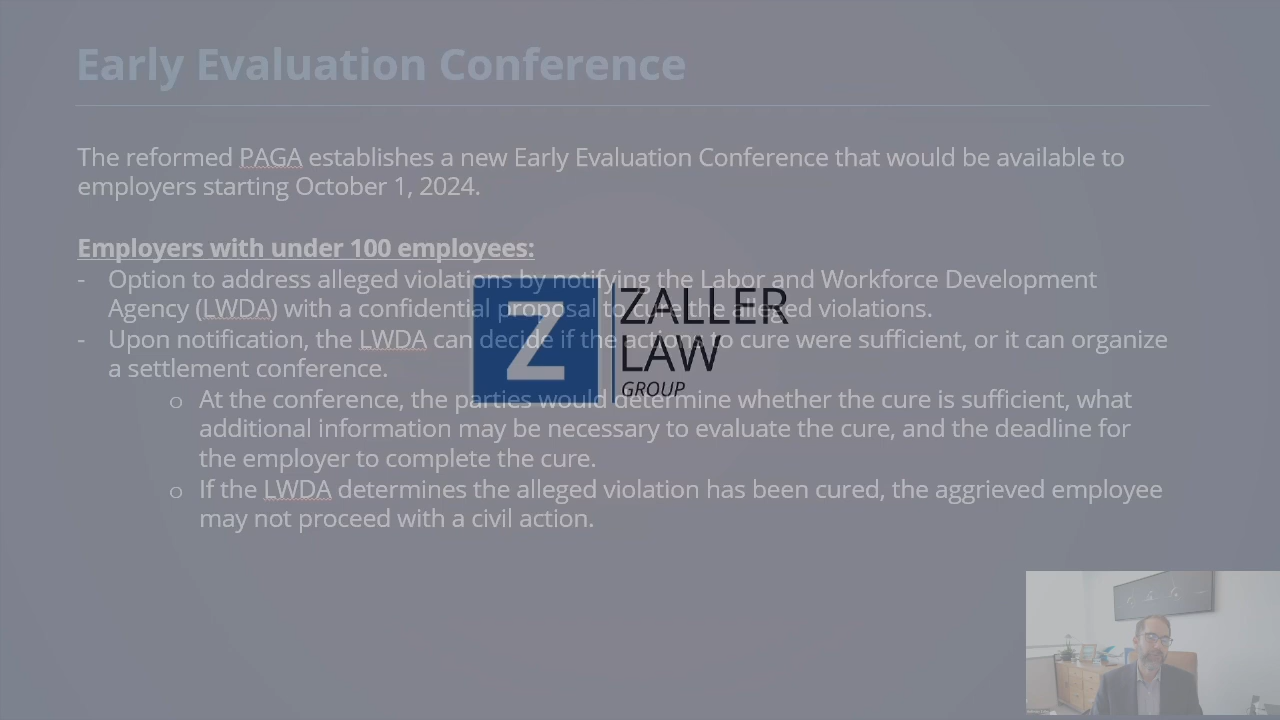 Early Evaluation Conference
The reformed PAGA establishes a new Early Evaluation Conference that would be available to
employers starting October 1, 2024.
Employers with under 100 employees:
- Option to address alleged violations by notifying the Labor and Workforce Development
Agency (LWDA) with a confidential proposal to cure the alleged violations.
- Upon notification, the LWDA can decide if the actions to cure were sufficient, or it can organize
a settlement conference.
o At the conference, the parties would determine whether the cure is sufficient, what
additional information may be necessary to evaluate the cure, and the deadline for
the employer to complete the cure.
o If the LWDA determines the alleged violation has been cured, the aggrieved employee
may not proceed with a civil action.
Z
ZALLER
LAW
GROUP